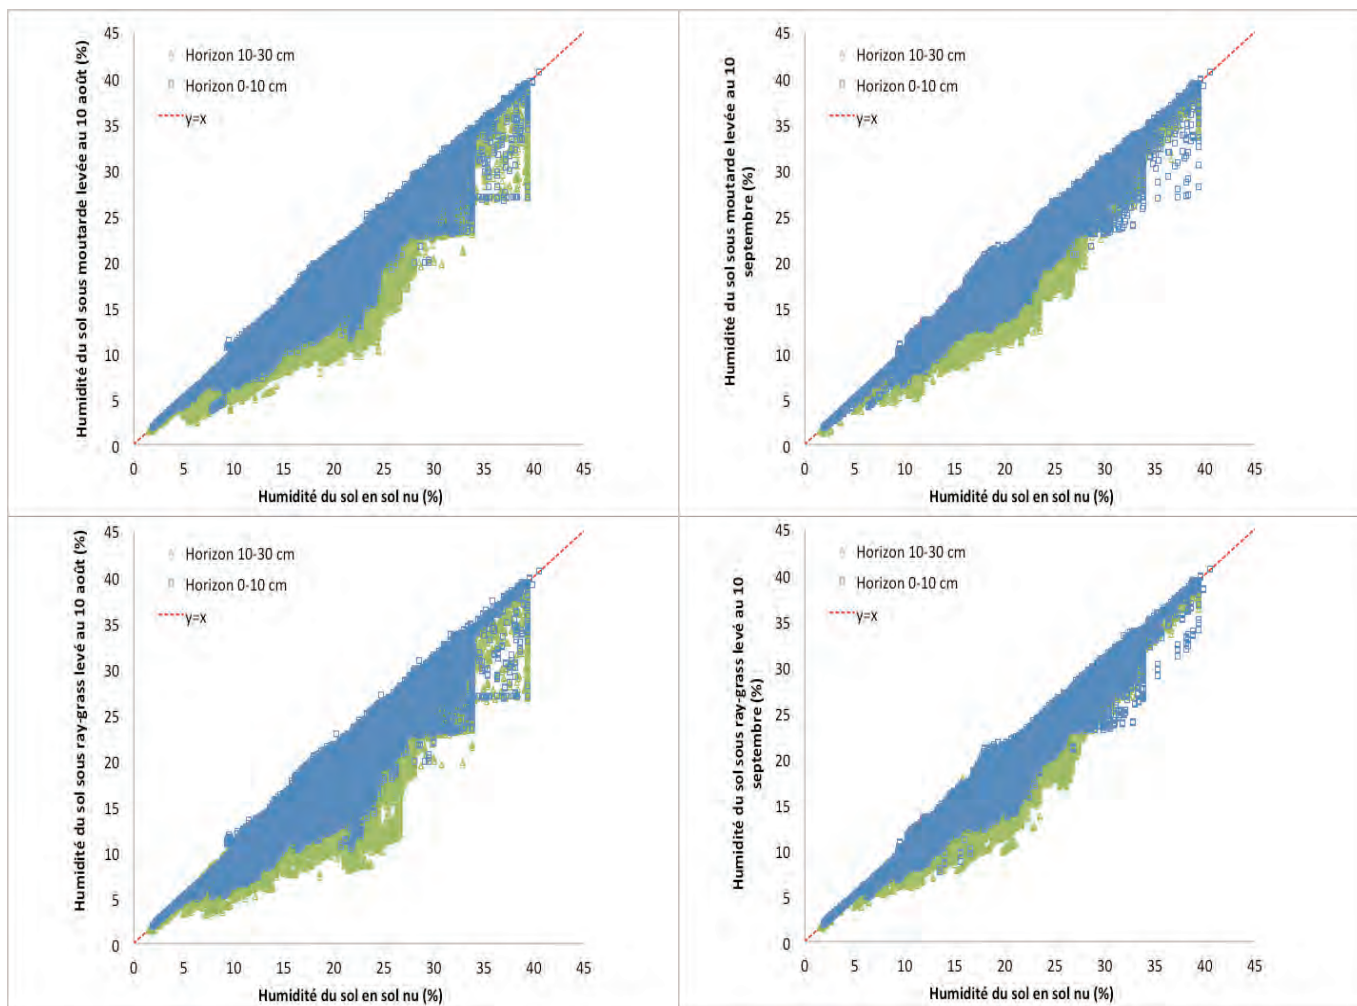 Humidité du sol sous moutarde levée au 10 août (%)
45
40
35
30
25
20
15
10
5
0
Horizon 10-30 cm
Horizon 0-10 cm
y=x
0 5 10 15 20 25 30 35 40 45
Humidité du sol en sol nu (%)
Humidité du sol sous moutarde levée au 10
septembre (%)
45
40
35
30
25
20
15
10
5
0
Horizon 10-30 cm
Horizon 0-10 cm
y=x
0 5 10 15 20 25 30 35 40 45
Humidité du sol en sol nu (%)
Humidité du sol sous ray-grass levé au 10 août (%)
45
40
35
30
25
20
15
10
5
0
Horizon 10-30 cm
Horizon 0-10 cm
y=x
0 5 10 15 20 25 30 35 40 45
Humidité du sol en sol nu (%)
Humidité du sol sous ray-grass levé au 10
septembre (%)
45
40
35
30
25
20
15
10
5
0
Horizon 10-30 cm
Horizon 0-10 cm
y=x
0 5 10 15 20 25 30 35 40 45
Humidité du sol en sol nu (%)